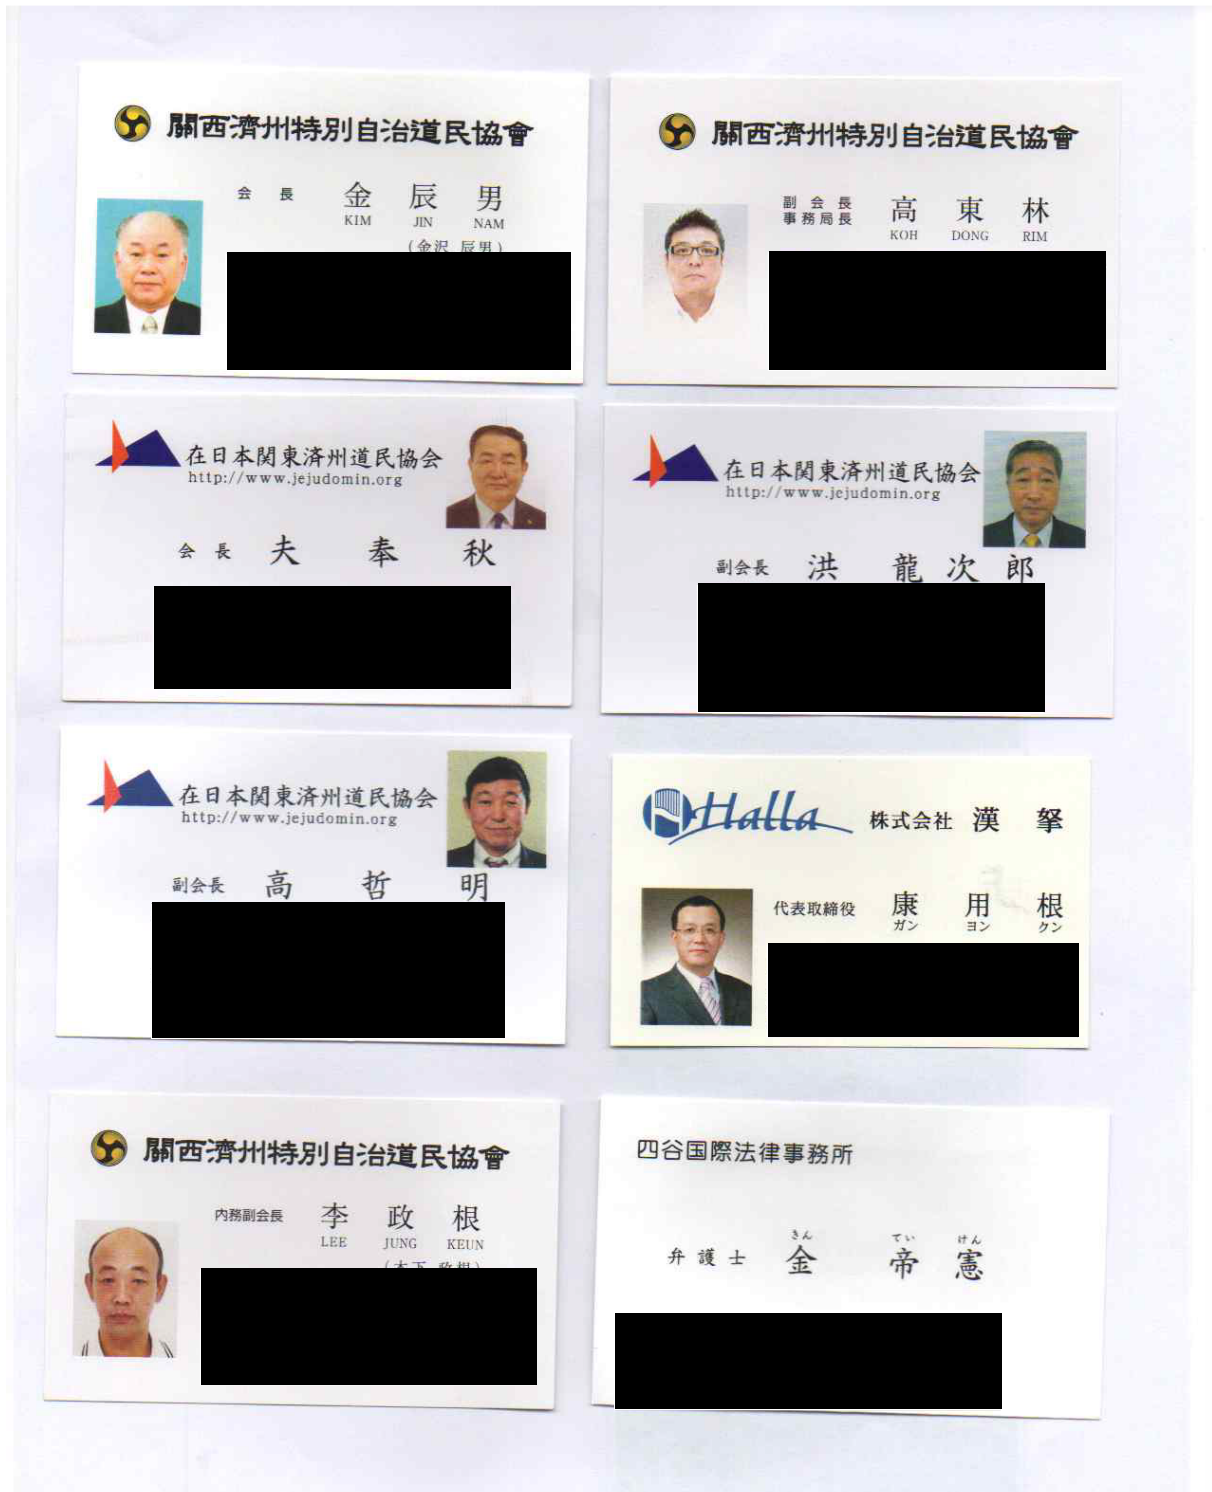 關西濟州特別自治道民協會
会長 金辰男
KIM JIN NAM
(金沢 辰男)
關西濟州特別自治道民協會
副会長
事務局長 高東林
KOH DONG RIM
在日本関東済州道民協会
http://www.jejudomin.org
会長 夫奉秋
在日本関東済州道民協会
http://www.jejudomin.org
副会長 洪龍次郎
在日本関東済州道民協会
http://www.jejudomin.org
副会長 高哲明
Halla 株式会社 漢拏
代表取締役 康用根
ガン ヨン クン
關西濟州特別自治道民協會
内務副会長 李政根
LEE JUNG KEUN
(木下 政根)
四谷国際法律事務所
きん てい けん
弁護士 金帝憲